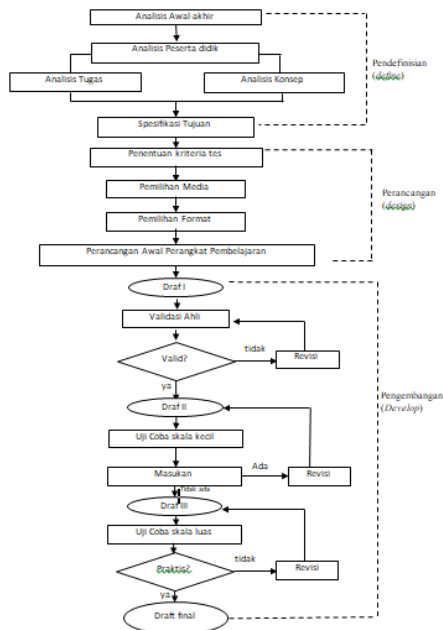 Analisis Awal akhir
Analisis Peserta didik
Analisis Tugas
Analisis Konsep
Spesifikasi Tujuan
Pendefinisian
(define)
Penentuan kriteria tes
Pemilihan Media
Pemilihan Format
Perancangan Awal Perangkat Pembelajaran
Perancangan
(design)
Draf I
Validasi Ahli
Valid?
tidak
Revisi
ya
Draf II
Uji Coba skala kecil
Masukan
Ada
Revisi
Tidak ada
Draf III
Uji Coba skala luas
Praktis?
tidak
Revisi
ya
Draft final
Pengembangan
(Develop)